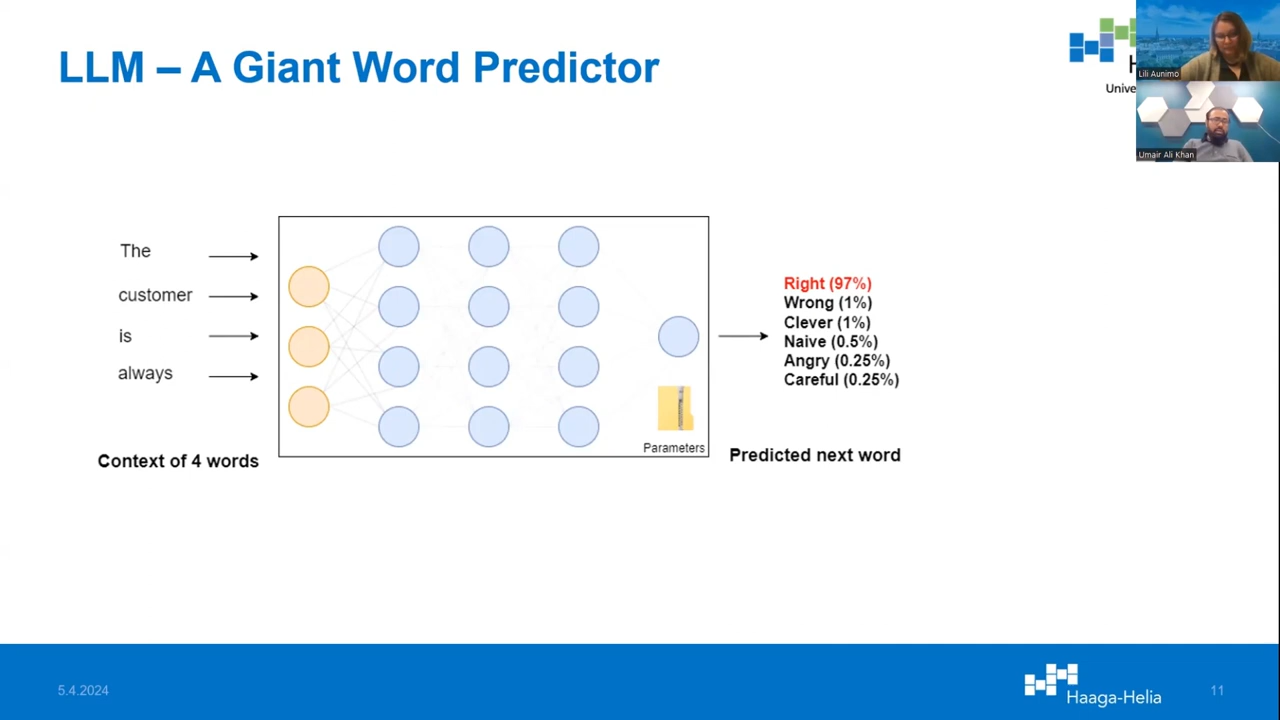 LLM – A Giant Word Predictor
H
Unive
Lili Aunimo
Umair Ali Khan
The
customer
is
always
Context of 4 words
Parameters
Right (97%)
Wrong (1%)
Clever (1%)
Naive (0.5%)
Angry (0.25%)
Careful (0.25%)
Predicted next word
5.4.2024
Haaga-Helia
11